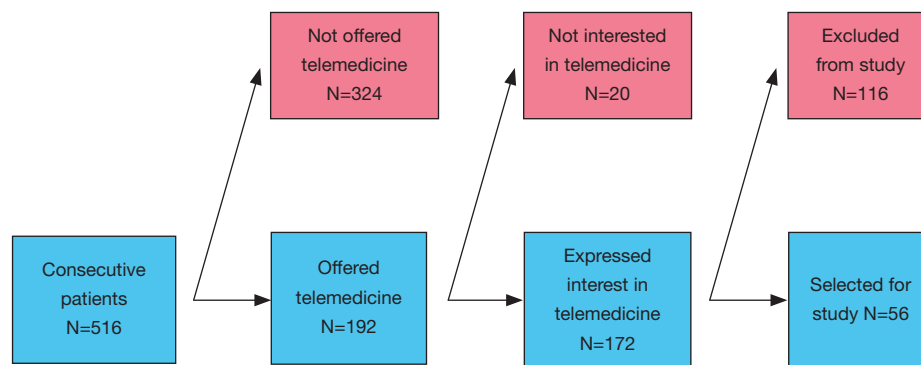 Not offered
telemedicine
N=324
Not interested
in telemedicine
N=20
Excluded
from study
N=116
Consecutive
patients
N=516
Offered
telemedicine
N=192
Expressed
interest in
telemedicine
N=172
Selected for
study N=56